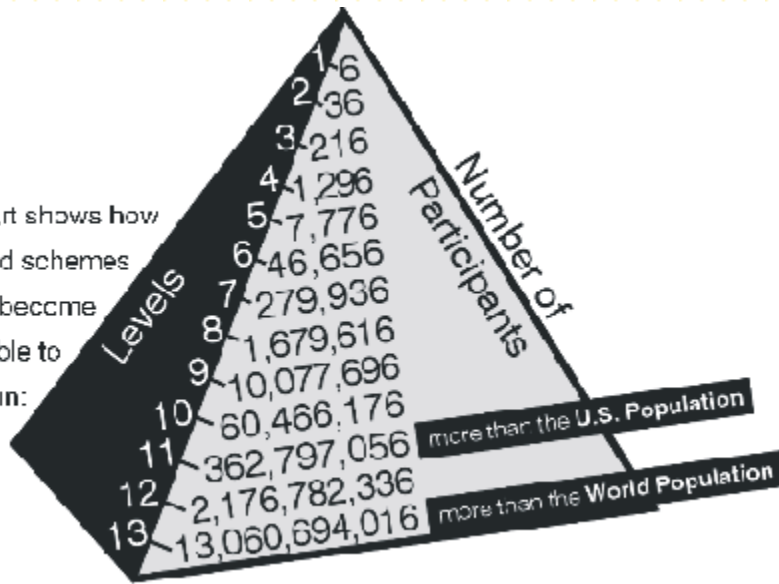 1 6
2 36
3 216
4 1,296
rt shows how
5 7,776
d schemes
6 46,656
become
7 279,936
ble to
8 1,679,616
un:
9 10,077,696
10 60,466,176
11 362,797,056
more than the U.S. Population
12 2,176,782,336
13 13,060,694,016
more than the World Population
Levels
Number of
Participants